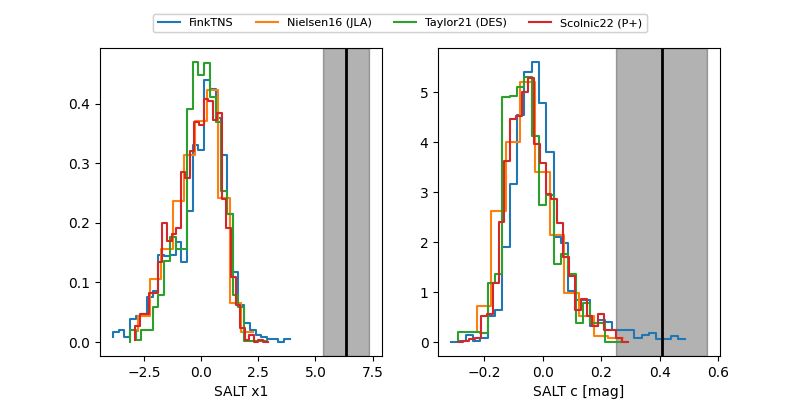 FinkTNS Nielsen16 (JLA) Taylor21 (DES) Scolnic22 (P+)
0.4
0.3
0.2
0.1
0.0
−2.5 0.0 2.5 5.0 7.5
SALT x1
5
4
3
2
1
0
−0.2 0.0 0.2 0.4 0.6
SALT c [mag]